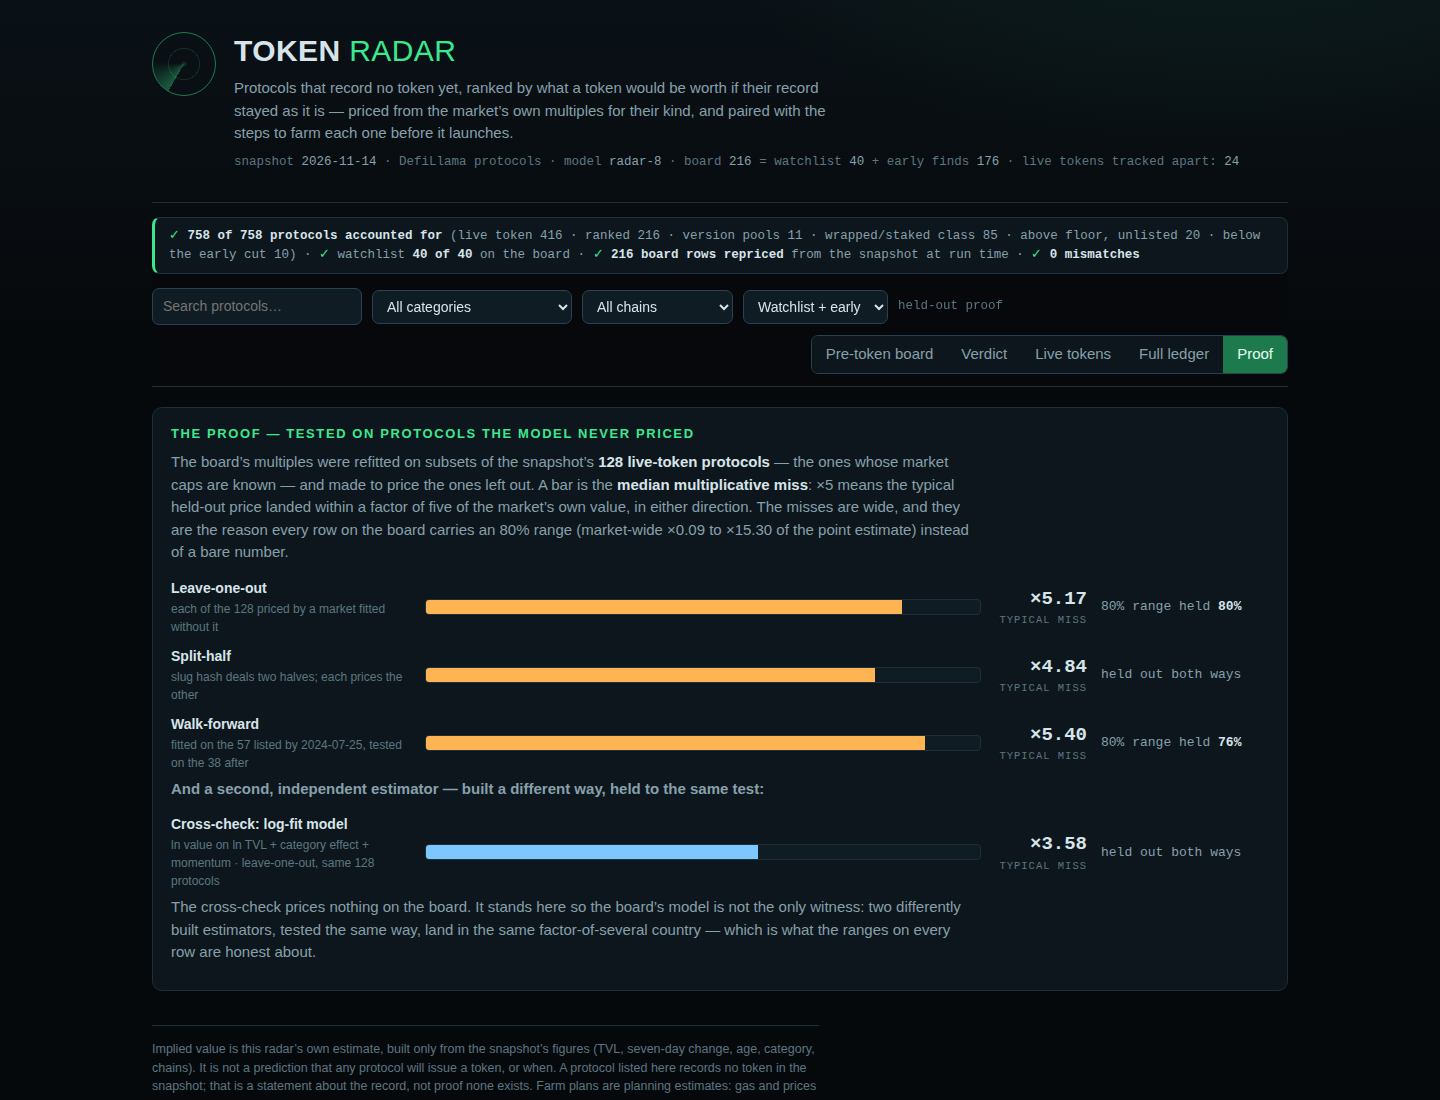 TOKEN RADAR
Protocols that record no token yet, ranked by what a token would be worth if their record
stayed as it is — priced from the market’s own multiples for their kind, and paired with the
steps to farm each one before it launches.
snapshot 2026-11-14 · DefiLlama protocols · model radar-8 · board 216 = watchlist 40 + early finds 176 · live tokens tracked apart: 24
✓ 758 of 758 protocols accounted for (live token 416 · ranked 216 · version pools 11 · wrapped/staked class 85 · above floor, unlisted 20 · below
the early cut 10) · ✓ watchlist 40 of 40 on the board · ✓ 216 board rows repriced from the snapshot at run time · ✓ 0 mismatches
Search protocols… All categories All chains Watchlist + early held-out proof
Pre-token board Verdict Live tokens Full ledger Proof
THE PROOF — TESTED ON PROTOCOLS THE MODEL NEVER PRICED
The board’s multiples were refitted on subsets of the snapshot’s 128 live-token protocols — the ones whose market
caps are known — and made to price the ones left out. A bar is the median multiplicative miss: ×5 means the typical
held-out price landed within a factor of five of the market’s own value, in either direction. The misses are wide, and they
are the reason every row on the board carries an 80% range (market-wide ×0.09 to ×15.30 of the point estimate) instead
of a bare number.
Leave-one-out
each of the 128 priced by a market fitted
without it
×5.17
TYPICAL MISS
80% range held 80%
Split-half
slug hash deals two halves; each prices the
other
×4.84
TYPICAL MISS
held out both ways
Walk-forward
fitted on the 57 listed by 2024-07-25, tested
on the 38 after
×5.40
TYPICAL MISS
80% range held 76%
And a second, independent estimator — built a different way, held to the same test:
Cross-check: log-fit model
ln value on ln TVL + category effect +
momentum · leave-one-out, same 128
protocols
×3.58
TYPICAL MISS
held out both ways
The cross-check prices nothing on the board. It stands here so the board’s model is not the only witness: two differently
built estimators, tested the same way, land in the same factor-of-several country — which is what the ranges on every
row are honest about.
Implied value is this radar’s own estimate, built only from the snapshot’s figures (TVL, seven-day change, age, category,
chains). It is not a prediction that any protocol will issue a token, or when. A protocol listed here records no token in the
snapshot; that is a statement about the record, not proof none exists. Farm plans are planning estimates: gas and prices